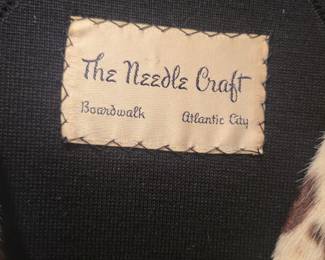 The Needle Craft
Boardwalk Atlantic City